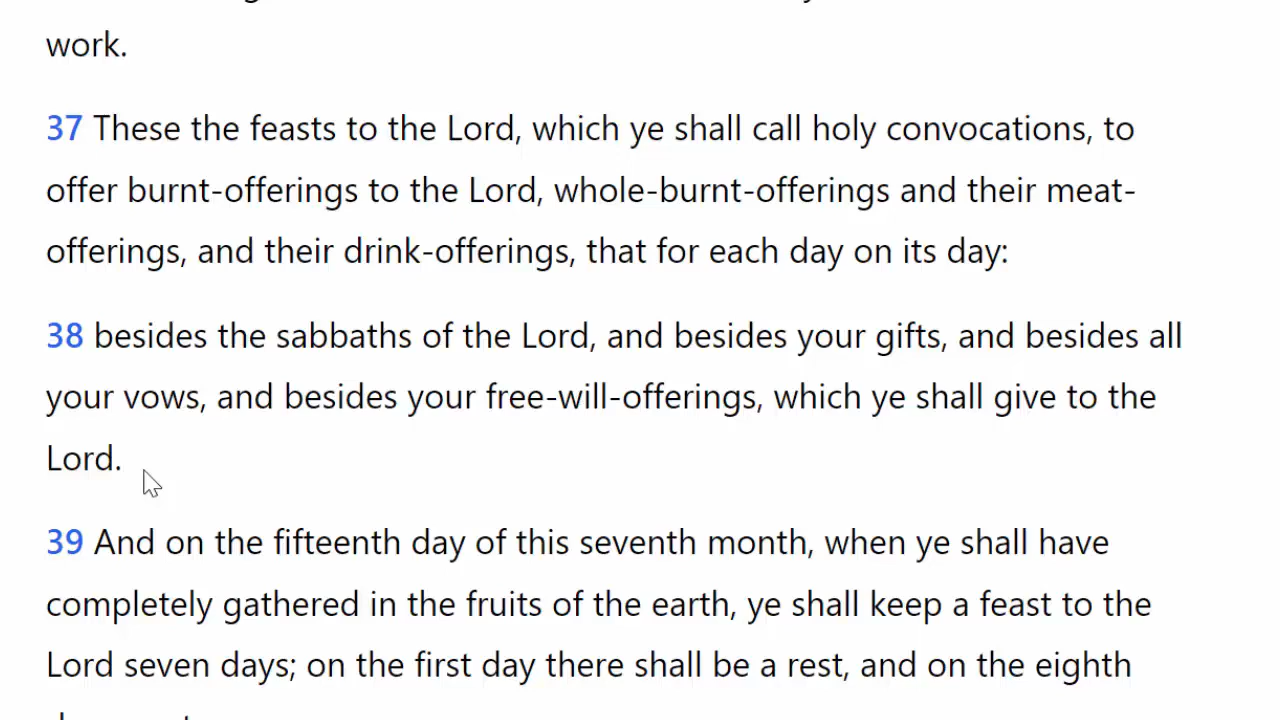 work.
37 These the feasts to the Lord, which ye shall call holy convocations, to
offer burnt-offerings to the Lord, whole-burnt-offerings and their meat-
offerings, and their drink-offerings, that for each day on its day:
38 besides the sabbaths of the Lord, and besides your gifts, and besides all
your vows, and besides your free-will-offerings, which ye shall give to the
Lord.
39 And on the fifteenth day of this seventh month, when ye shall have
completely gathered in the fruits of the earth, ye shall keep a feast to the
Lord seven days; on the first day there shall be a rest, and on the eighth